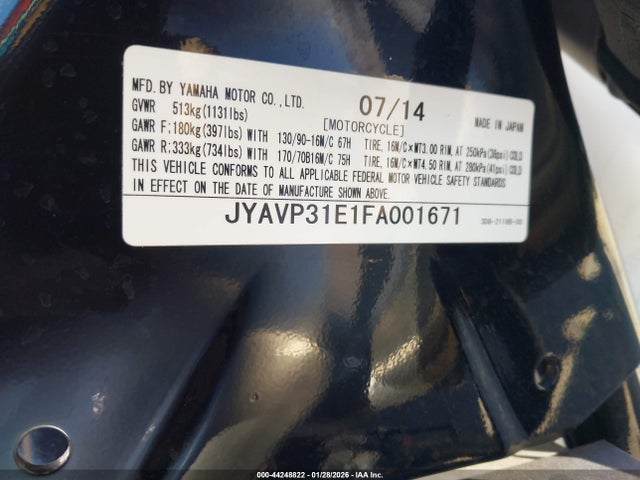 MFD. BY YAMAHA MOTOR CO., LTD. 07/14 MADE IN JAPAN
GVWR 513kg(1131lbs) [MOTORCYCLE]
GAWR F:180kg(397lbs) WITH 130/90-16M/C 67H TIRE, 16M/C×MT3.00 RIM, AT 250kPa(36psi) COLD
GAWR R:333kg(734lbs) WITH 170/70B16M/C 75H TIRE, 16M/C×MT4.50 RIM, AT 280kPa(41psi) COLD
THIS VEHICLE CONFORMS TO ALL APPLICABLE FEDERAL MOTOR VEHICLE SAFETY STANDARDS
IN EFFECT ON THE DATE OF MANUFACTURE SHOWN ABOVE.
JYAVP31E1FA001671
000-44248822 | 01/28/2026 - IAA Inc.